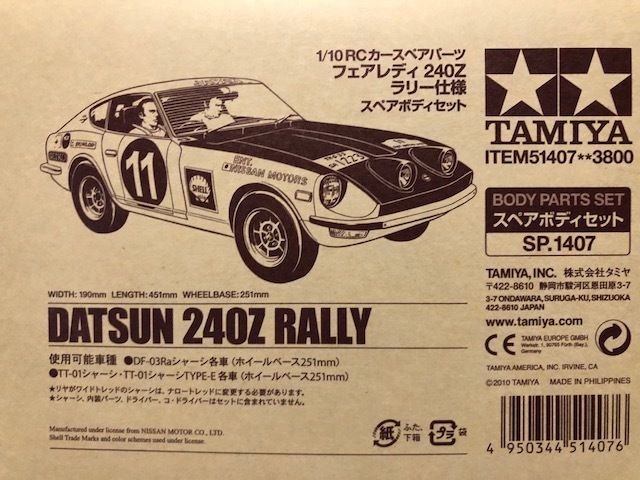 1/10 RCカースペアパーツ
フェアレディ 240Z
ラリー仕様
スペアボディセット
TAMIYA
ITEM51407**3800
BODY PARTS SET
スペアボディセット
SP.1407
11
SHELL
ENT.
NISSAN MOTORS
WIDTH: 190mm LENGTH: 451mm WHEELBASE: 251mm
DATSUN 240Z RALLY
使用可能車種 ●DF-03Raシャーシ各車(ホイールベース251mm)
●TT-01シャーシ・TT-01シャーシTYPE-E 各車(ホイールベース251mm)
★リヤがワイドトレッドのシャーシは、ナロートレッドに変更する必要があります。
★シャーシ、内装パーツ、ドライバー、コ・ドライバーはセットに含まれていません。
Manufactured under license from NISSAN MOTOR CO., LTD.
Shell Trade Marks and color schemes used under license.
紙
ふた、
下箱
プラ
袋
TAMIYA, INC. 株式会社タミヤ
〒422-8610 静岡市駿河区恩田原3-7
3-7 ONDAWARA, SURUGA-KU, SHIZUOKA
422-8610 JAPAN
www.tamiya.com
CE
TAMIYA EUROPE GMBH
Werkstr. 1, 90765 Fürth (Bay.),
Germany
TAMIYA AMERICA, INC. IRVINE, CA
©2010 TAMIYA MADE IN PHILIPPINES
4 950344 514076